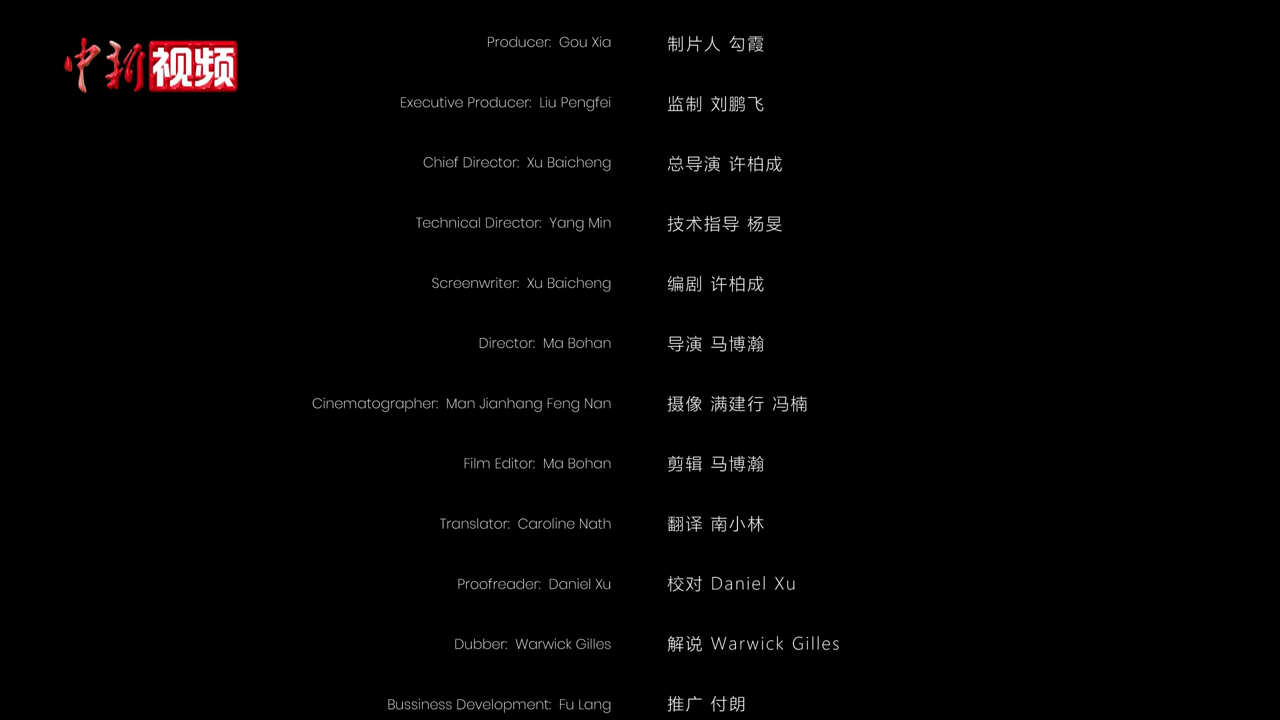 中新视频
Producer: Gou Xia 制片人 勾霞
Executive Producer: Liu Pengfei 监制 刘鹏飞
Chief Director: Xu Baicheng 总导演 许柏成
Technical Director: Yang Min 技术指导 杨旻
Screenwriter: Xu Baicheng 编剧 许柏成
Director: Ma Bohan 导演 马博瀚
Cinematographer: Man Jianhang Feng Nan 摄像 满建行 冯楠
Film Editor: Ma Bohan 剪辑 马博瀚
Translator: Caroline Nath 翻译 南小林
Proofreader: Daniel Xu 校对 Daniel Xu
Dubber: Warwick Gilles 解说 Warwick Gilles
Bussiness Development: Fu Lang 推广 付朗